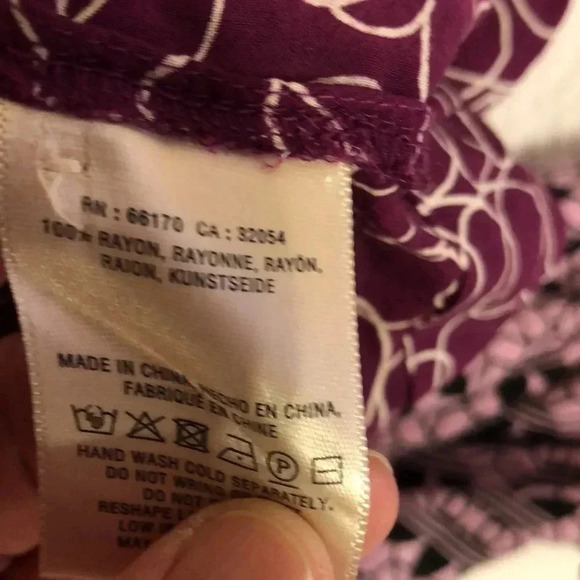 RN : 66170 CA : 32054
100% RAYON, RAYONNE, RAYÓN,
RAION, KUNSTSEIDE
MADE IN CHINA, HECHO EN CHINA,
FABRIQUÉ EN CHINE
P
HAND WASH COLD SEPARATELY.
DO NOT WRING
DO NOT
RESHAPE
LOW
MAY